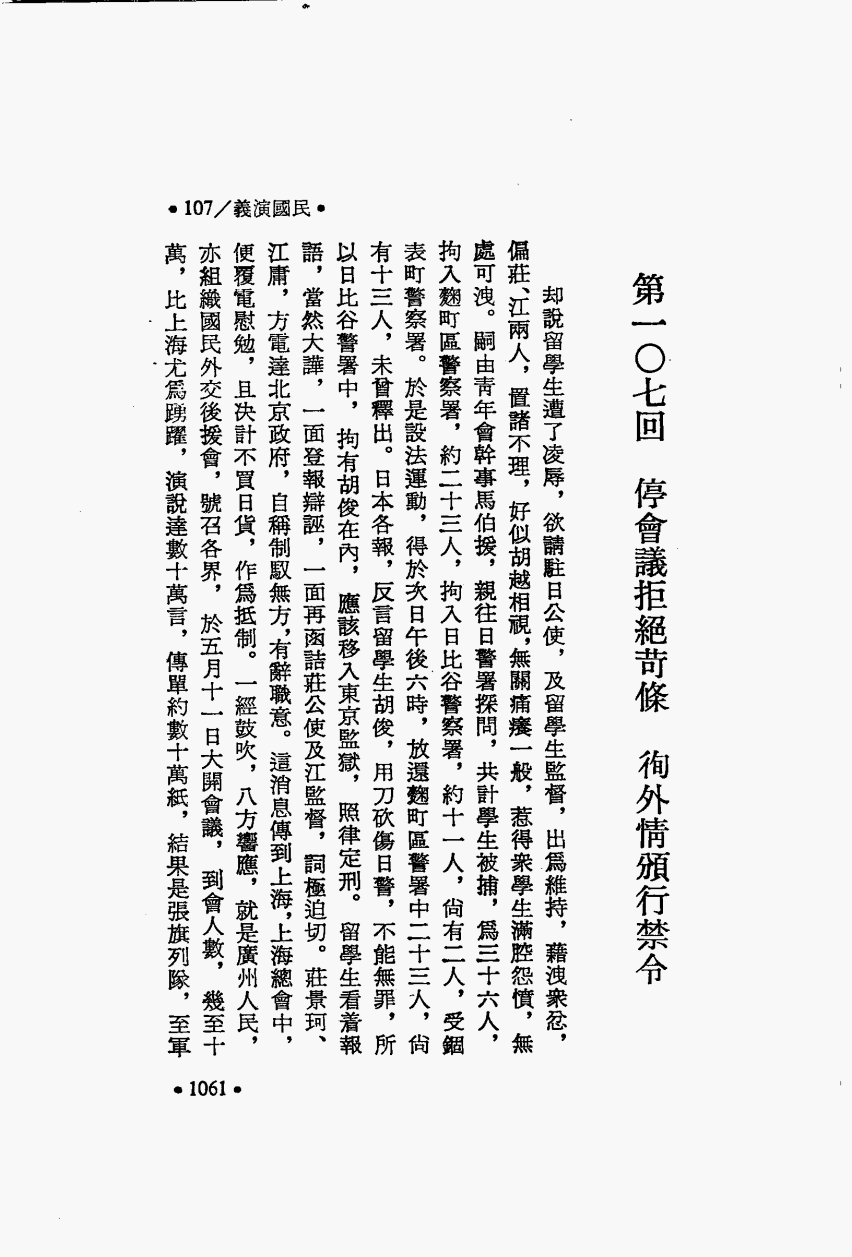 •107／義演國民•
第一〇七回　停會議拒絕苛條　徇外情頒行禁令
却說留學生遭了凌辱，欲請駐日公使，及留學生監督，出爲維持，藉洩衆忿，
偏莊、江兩人，置諸不理，好似胡越相視，無關痛癢一般，惹得衆學生滿腔怨憤，無
處可洩。嗣由靑年會幹事馬伯援，親往日警署探問，共計學生被捕，爲三十六人，
拘入麴町區警察署，約二十三人，拘入日比谷警察署，約十一人，尙有二人，受錮
表町警察署。於是設法運動，得於次日午後六時，放還麴町區警署中二十三人，尙
有十三人，未曾釋出。日本各報，反言留學生胡俊，用刀砍傷日警，不能無罪，所
以日比谷警署中，拘有胡俊在內，應該移入東京監獄，照律定刑。留學生看着報
語，當然大譁，一面登報辯誣，一面再函詰莊公使及江監督，詞極迫切。莊景珂、
江庸，方電達北京政府，自稱制馭無方，有辭職意。這消息傳到上海，上海總會中，
便覆電慰勉，且決計不買日貨，作爲抵制。一經鼓吹，八方響應，就是廣州人民，
亦組織國民外交後援會，號召各界，於五月十一日大開會議，到會人數，幾至十
萬，比上海尤爲踴躍，演說達數十萬言，傳單約數十萬紙，結果是張旗列隊，至軍
•1061•